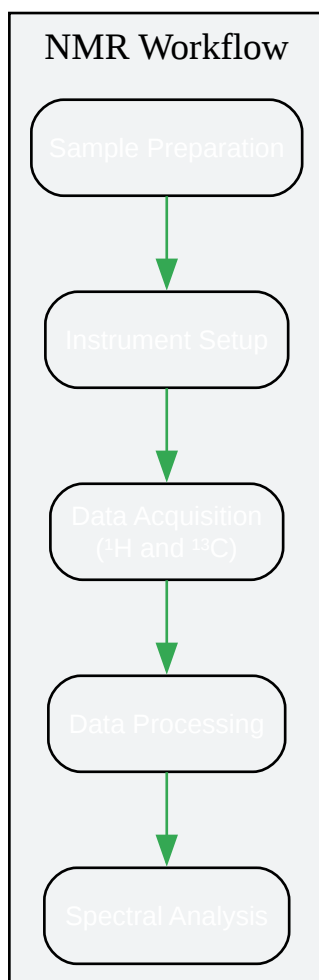 NMR Workflow
Sample Preparation
Instrument Setup
Data Acquisition
(¹H and ¹³C)
Data Processing
Spectral Analysis